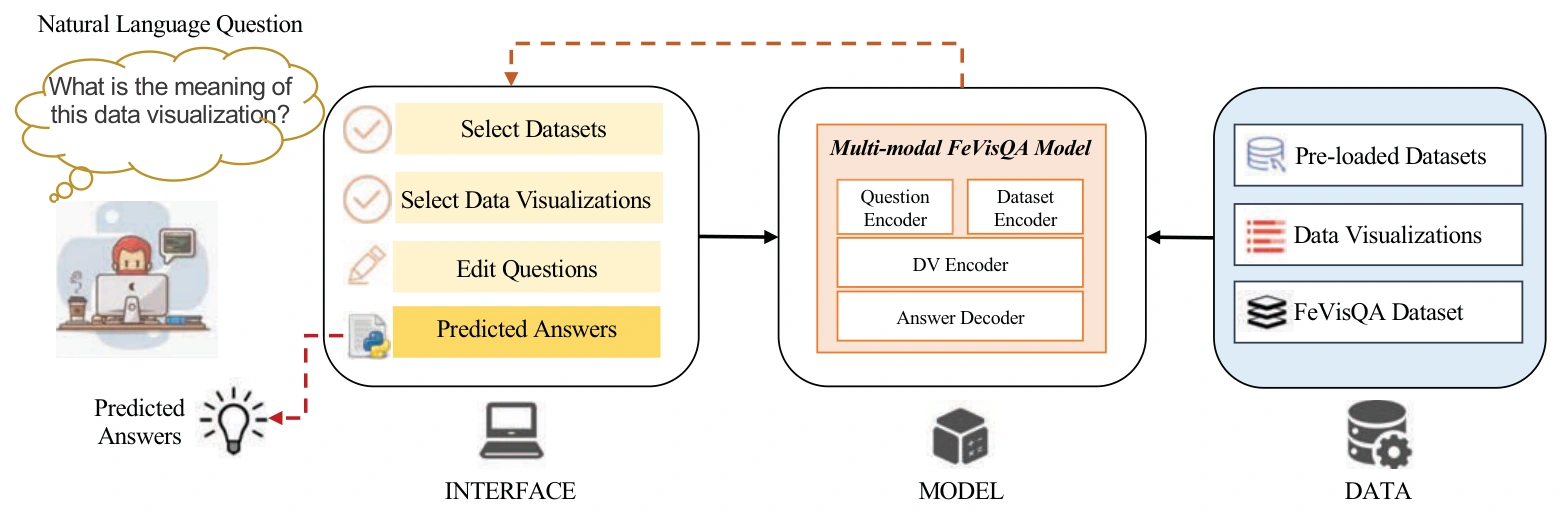 Natural Language Question
What is the meaning of
this data visualization?
Predicted
Answers
Select Datasets
Select Data Visualizations
Edit Questions
Predicted Answers
INTERFACE
Multi-modal FeVisQA Model
Question
Encoder
Dataset
Encoder
DV Encoder
Answer Decoder
MODEL
Pre-loaded Datasets
Data Visualizations
FeVisQA Dataset
DATA